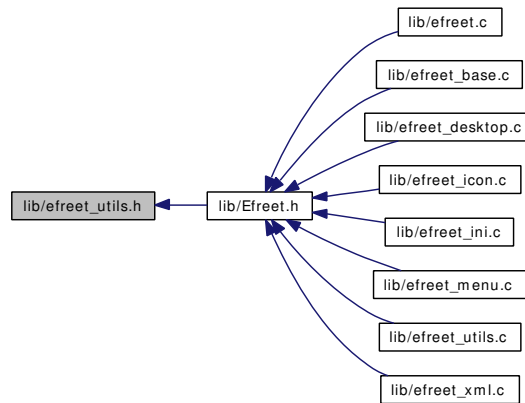 lib/efreet.c
lib/efreet_base.c
lib/efreet_desktop.c
lib/efreet_icon.c
lib/efreet_utils.h
lib/Efreet.h
lib/efreet_ini.c
lib/efreet_menu.c
lib/efreet_utils.c
lib/efreet_xml.c